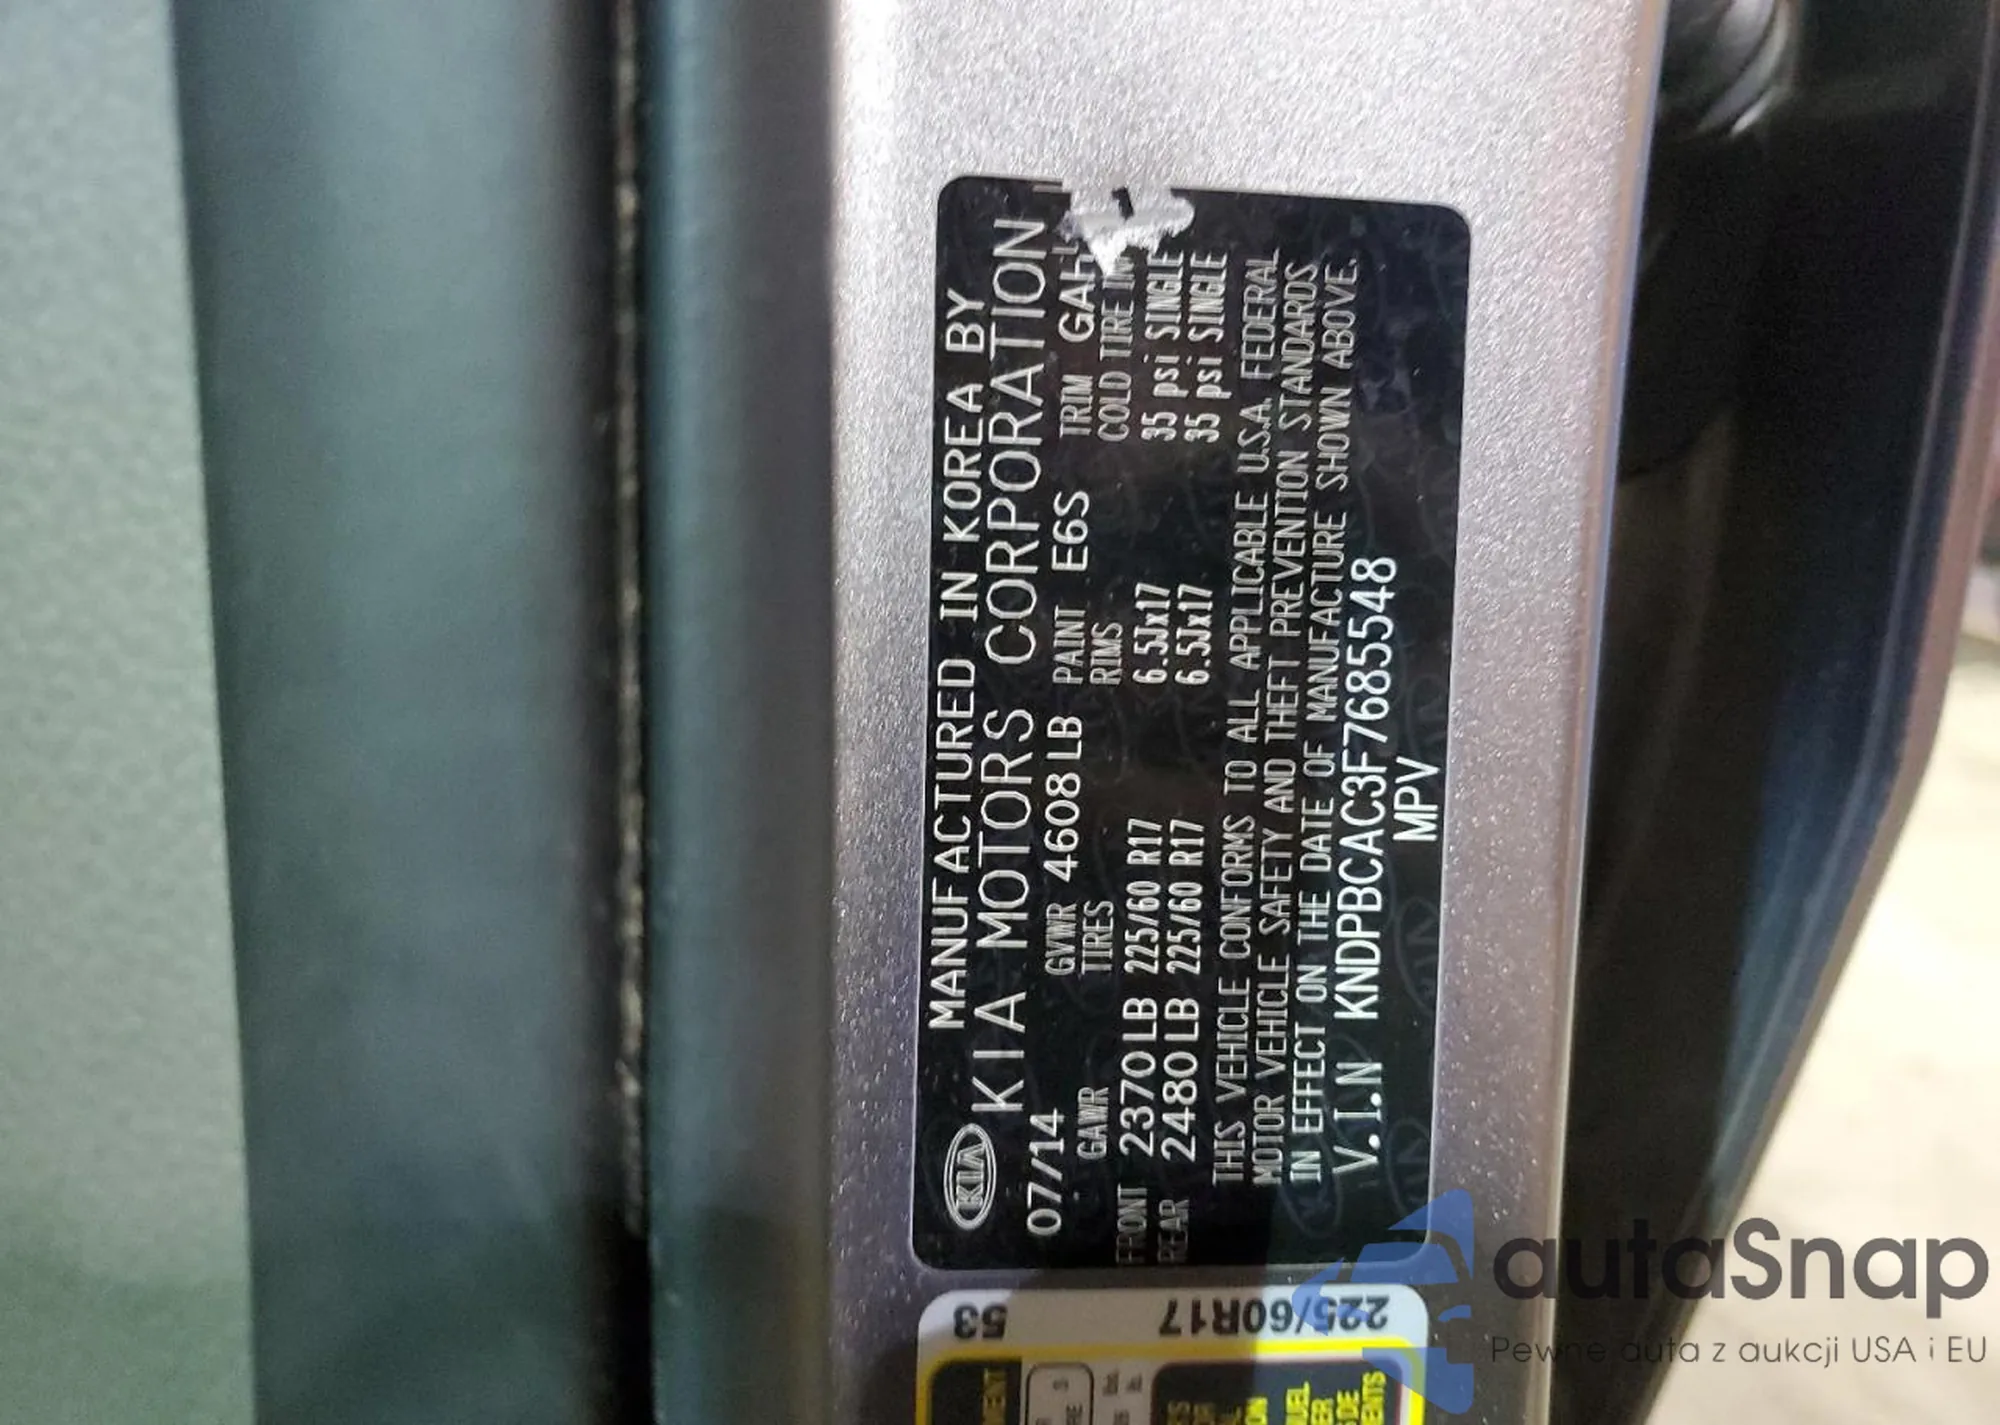 MANUFACTURED IN KOREA BY
KIA KIA MOTORS CORPORATION
07/14 GVWR 4608 LB PAINT E6S TRIM
GAWR TIRES RIMS COLD TIRE
FRONT 2370 LB 225/60 R17 6.5Jx17 35 psi SINGLE
REAR 2480 LB 225/60 R17 6.5Jx17 35 psi SINGLE
THIS VEHICLE CONFORMS TO ALL APPLICABLE U.S.A. FEDERAL
MOTOR VEHICLE SAFETY AND THEFT PREVENTION STANDARDS
IN EFFECT ON THE DATE OF MANUFACTURE SHOWN ABOVE.
V.I.N KNDPBCAC3F7685548
MPV
53
225/60R17
autoSnap
Pewne auta z aukcji USA i EU